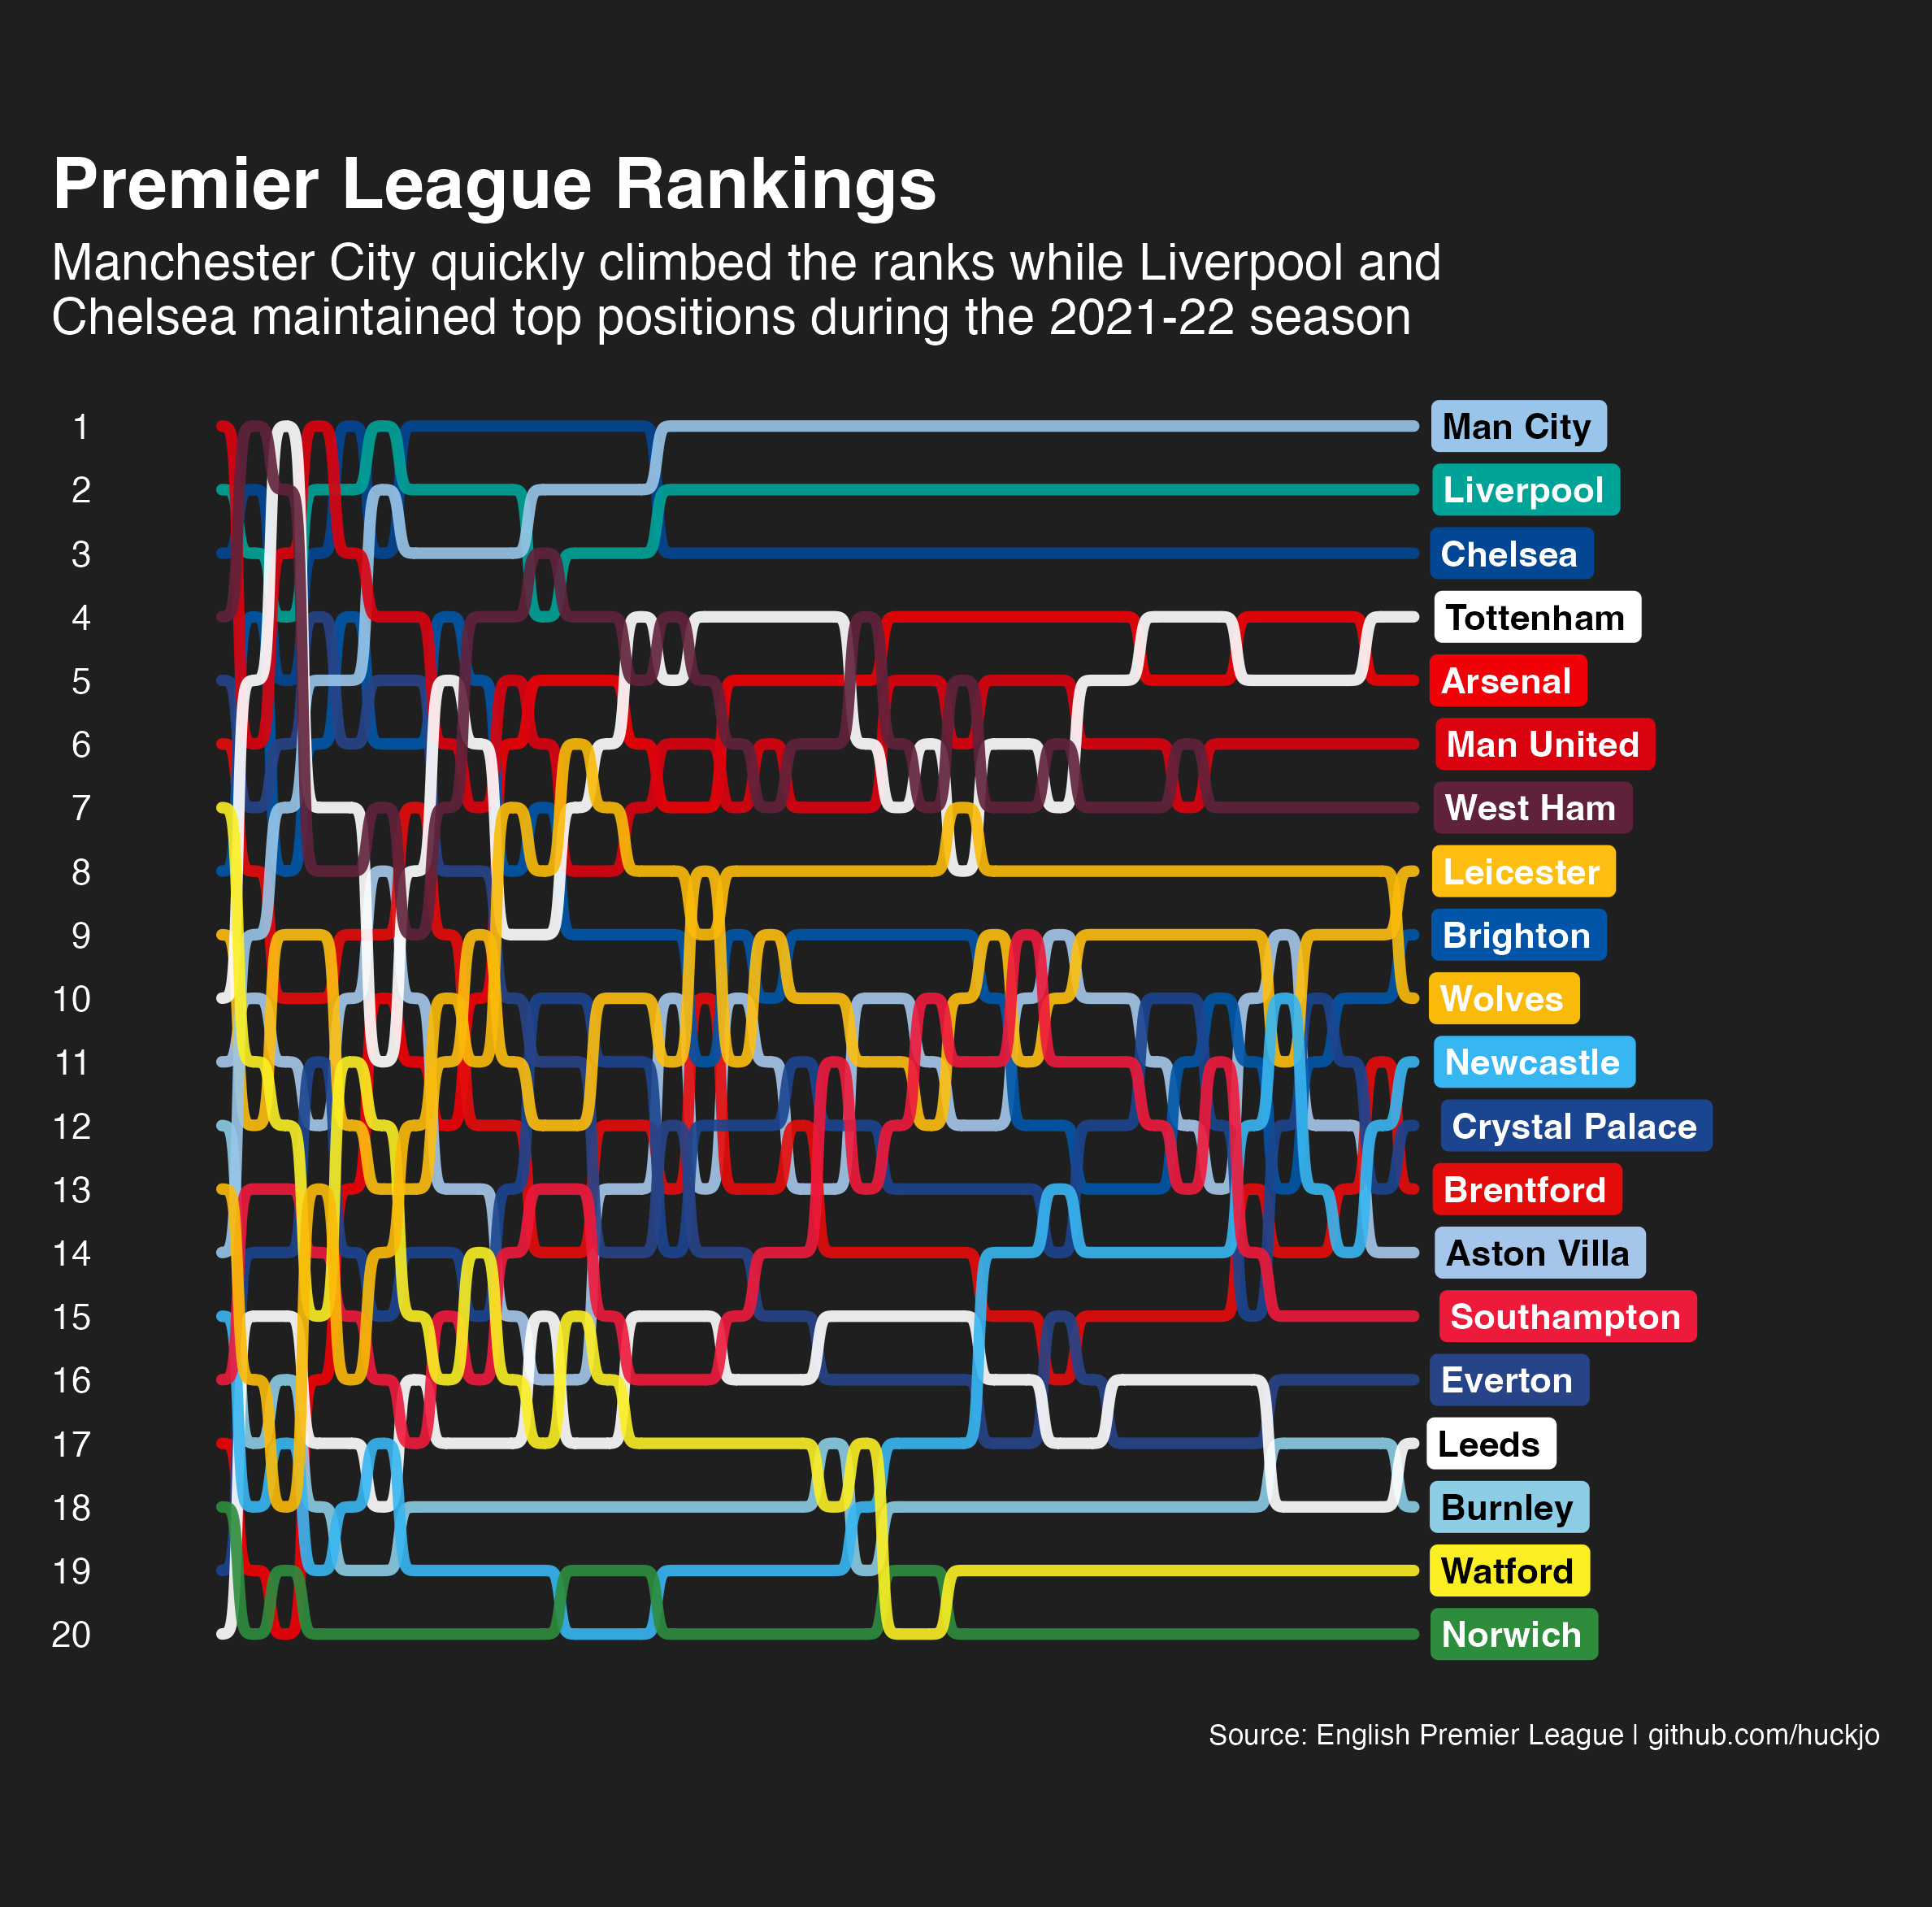 Premier League Rankings
Manchester City quickly climbed the ranks while Liverpool and
Chelsea maintained top positions during the 2021-22 season
1 Man City
2 Liverpool
3 Chelsea
4 Tottenham
5 Arsenal
6 Man United
7 West Ham
8 Leicester
9 Brighton
10 Wolves
11 Newcastle
12 Crystal Palace
13 Brentford
14 Aston Villa
15 Southampton
16 Everton
17 Leeds
18 Burnley
19 Watford
20 Norwich
Source: English Premier League | github.com/huckjo